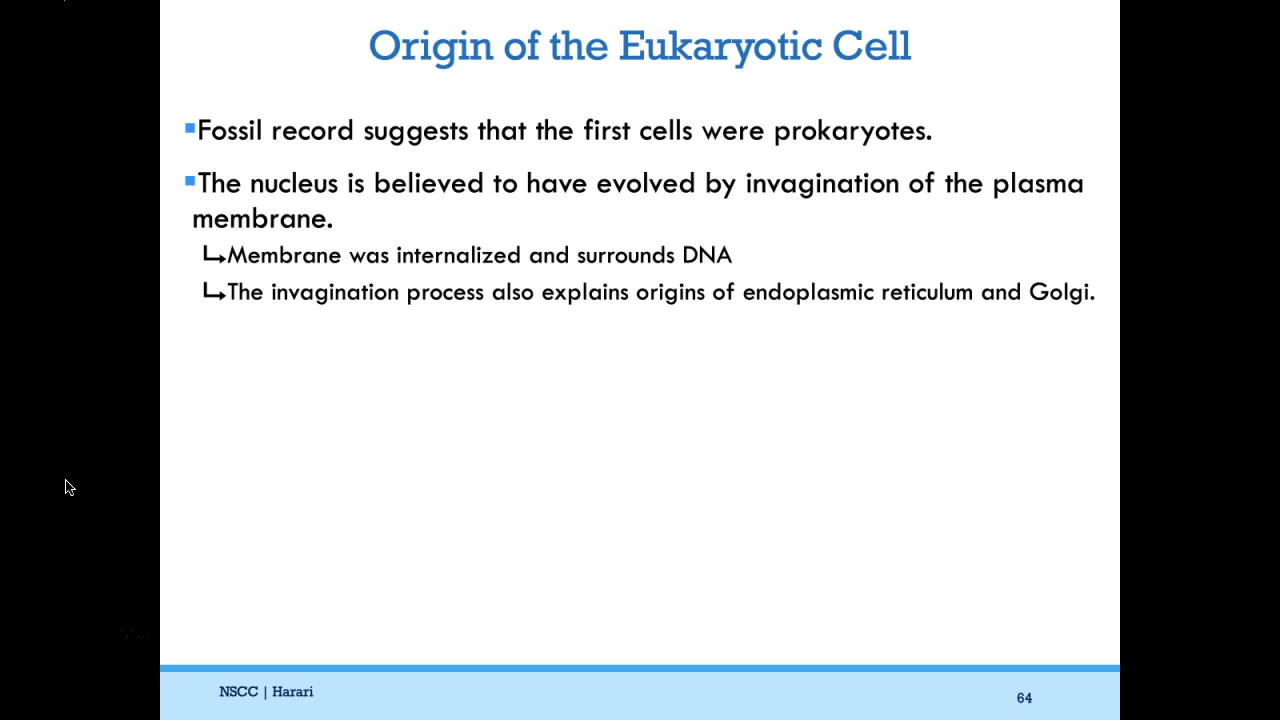 Origin of the Eukaryotic Cell
Fossil record suggests that the first cells were prokaryotes.
The nucleus is believed to have evolved by invagination of the plasma
membrane.
Membrane was internalized and surrounds DNA
The invagination process also explains origins of endoplasmic reticulum and Golgi.
NSCC | Harari
64